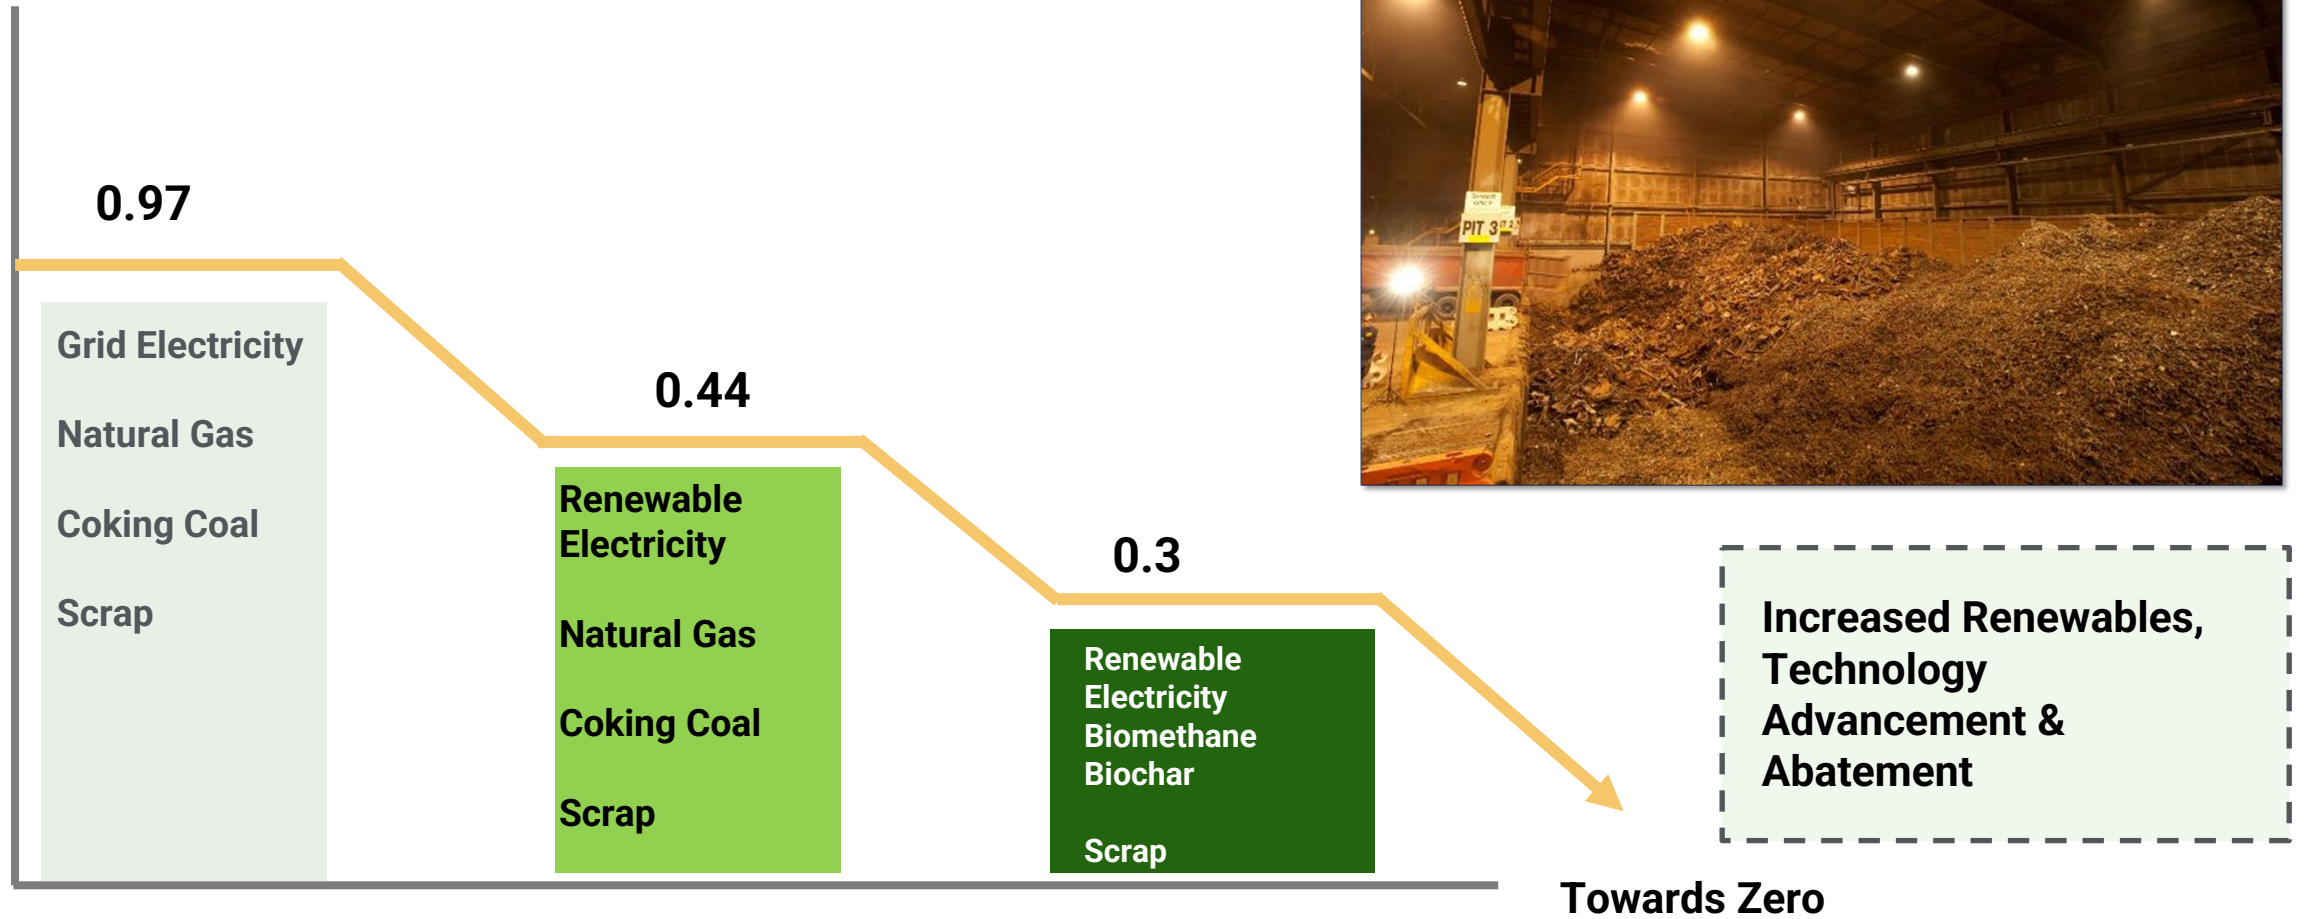 0.97
Grid Electricity
Natural Gas
Coking Coal
Scrap
0.44
Renewable
Electricity
Natural Gas
Coking Coal
Scrap
0.3
Renewable
Electricity
Biomethane
Biochar
Scrap
PIT 3
Increased Renewables,
Technology
Advancement &
Abatement
Towards Zero